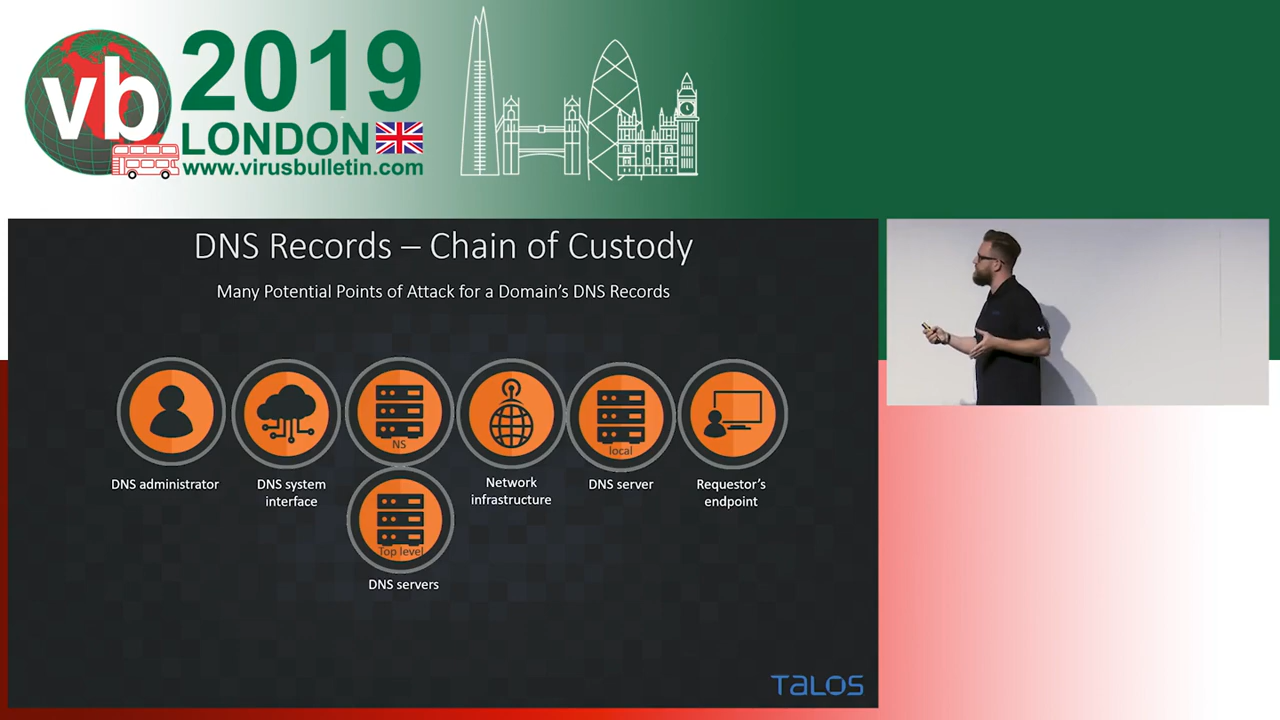 vb
2019
LONDON
www.virusbulletin.com
DNS Records – Chain of Custody
Many Potential Points of Attack for a Domain's DNS Records
NS
local
DNS administrator
DNS system
interface
Network
infrastructure
DNS server
Requestor's
endpoint
Top level
DNS servers
TALOS